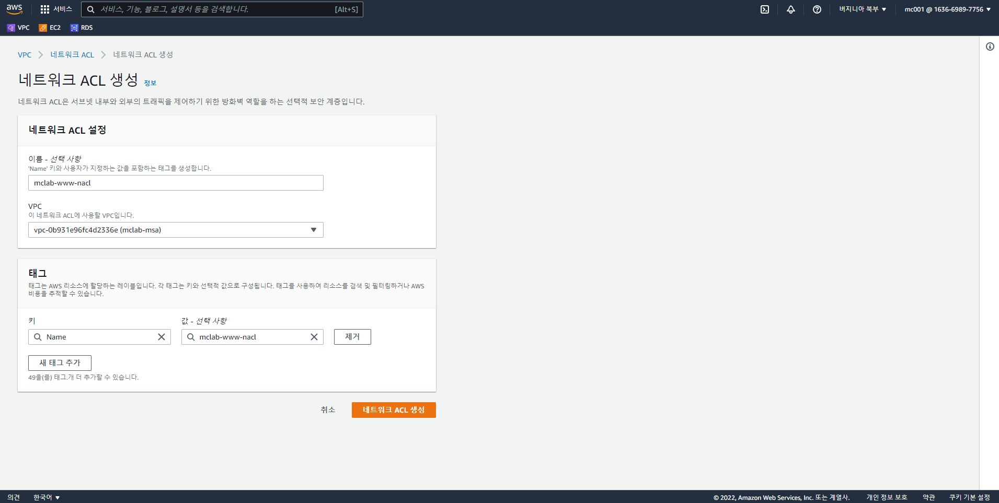 aws 서비스 서비스, 기능, 블로그, 설명서 등을 검색합니다. [Alt+S] 버지니아 북부 ▼ mc001 @ 1636-6989-7756 ▼
VPC EC2 RDS
VPC > 네트워크 ACL > 네트워크 ACL 생성
네트워크 ACL 생성 정보
네트워크 ACL은 서브넷 내부와 외부의 트래픽을 제어하기 위한 방화벽 역할을 하는 선택적 보안 계층입니다.
네트워크 ACL 설정
이름 - 선택 사항
'Name' 키와 사용자가 지정하는 값을 포함하는 태그를 생성합니다.
mclab-www-nacl
VPC
이 네트워크 ACL에 사용할 VPC입니다.
vpc-0b931e96fc4d2336e (mclab-msa)
태그
태그는 AWS 리소스에 할당하는 레이블입니다. 각 태그는 키와 선택적 값으로 구성됩니다. 태그를 사용하여 리소스를 검색 및 필터링하거나 AWS
비용을 추적할 수 있습니다.
키 값 - 선택 사항
Name mclab-www-nacl 제거
새 태그 추가
49을(를) 태그.개 더 추가할 수 있습니다.
취소 네트워크 ACL 생성
의견 한국어 ▼ © 2022, Amazon Web Services, Inc. 또는 계열사. 개인 정보 보호 약관 쿠키 기본 설정